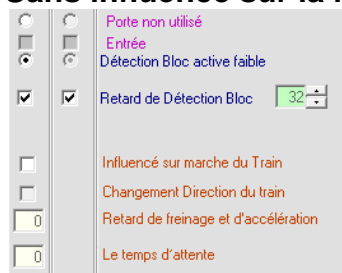 Porte non utilisé
Entrée
Détection Bloc active faible
Retard de Détection Bloc 32
Influencé sur marche du Train
Changement Direction du train
0 Retard de freinage et d'accélération
0 Le temps d'attente